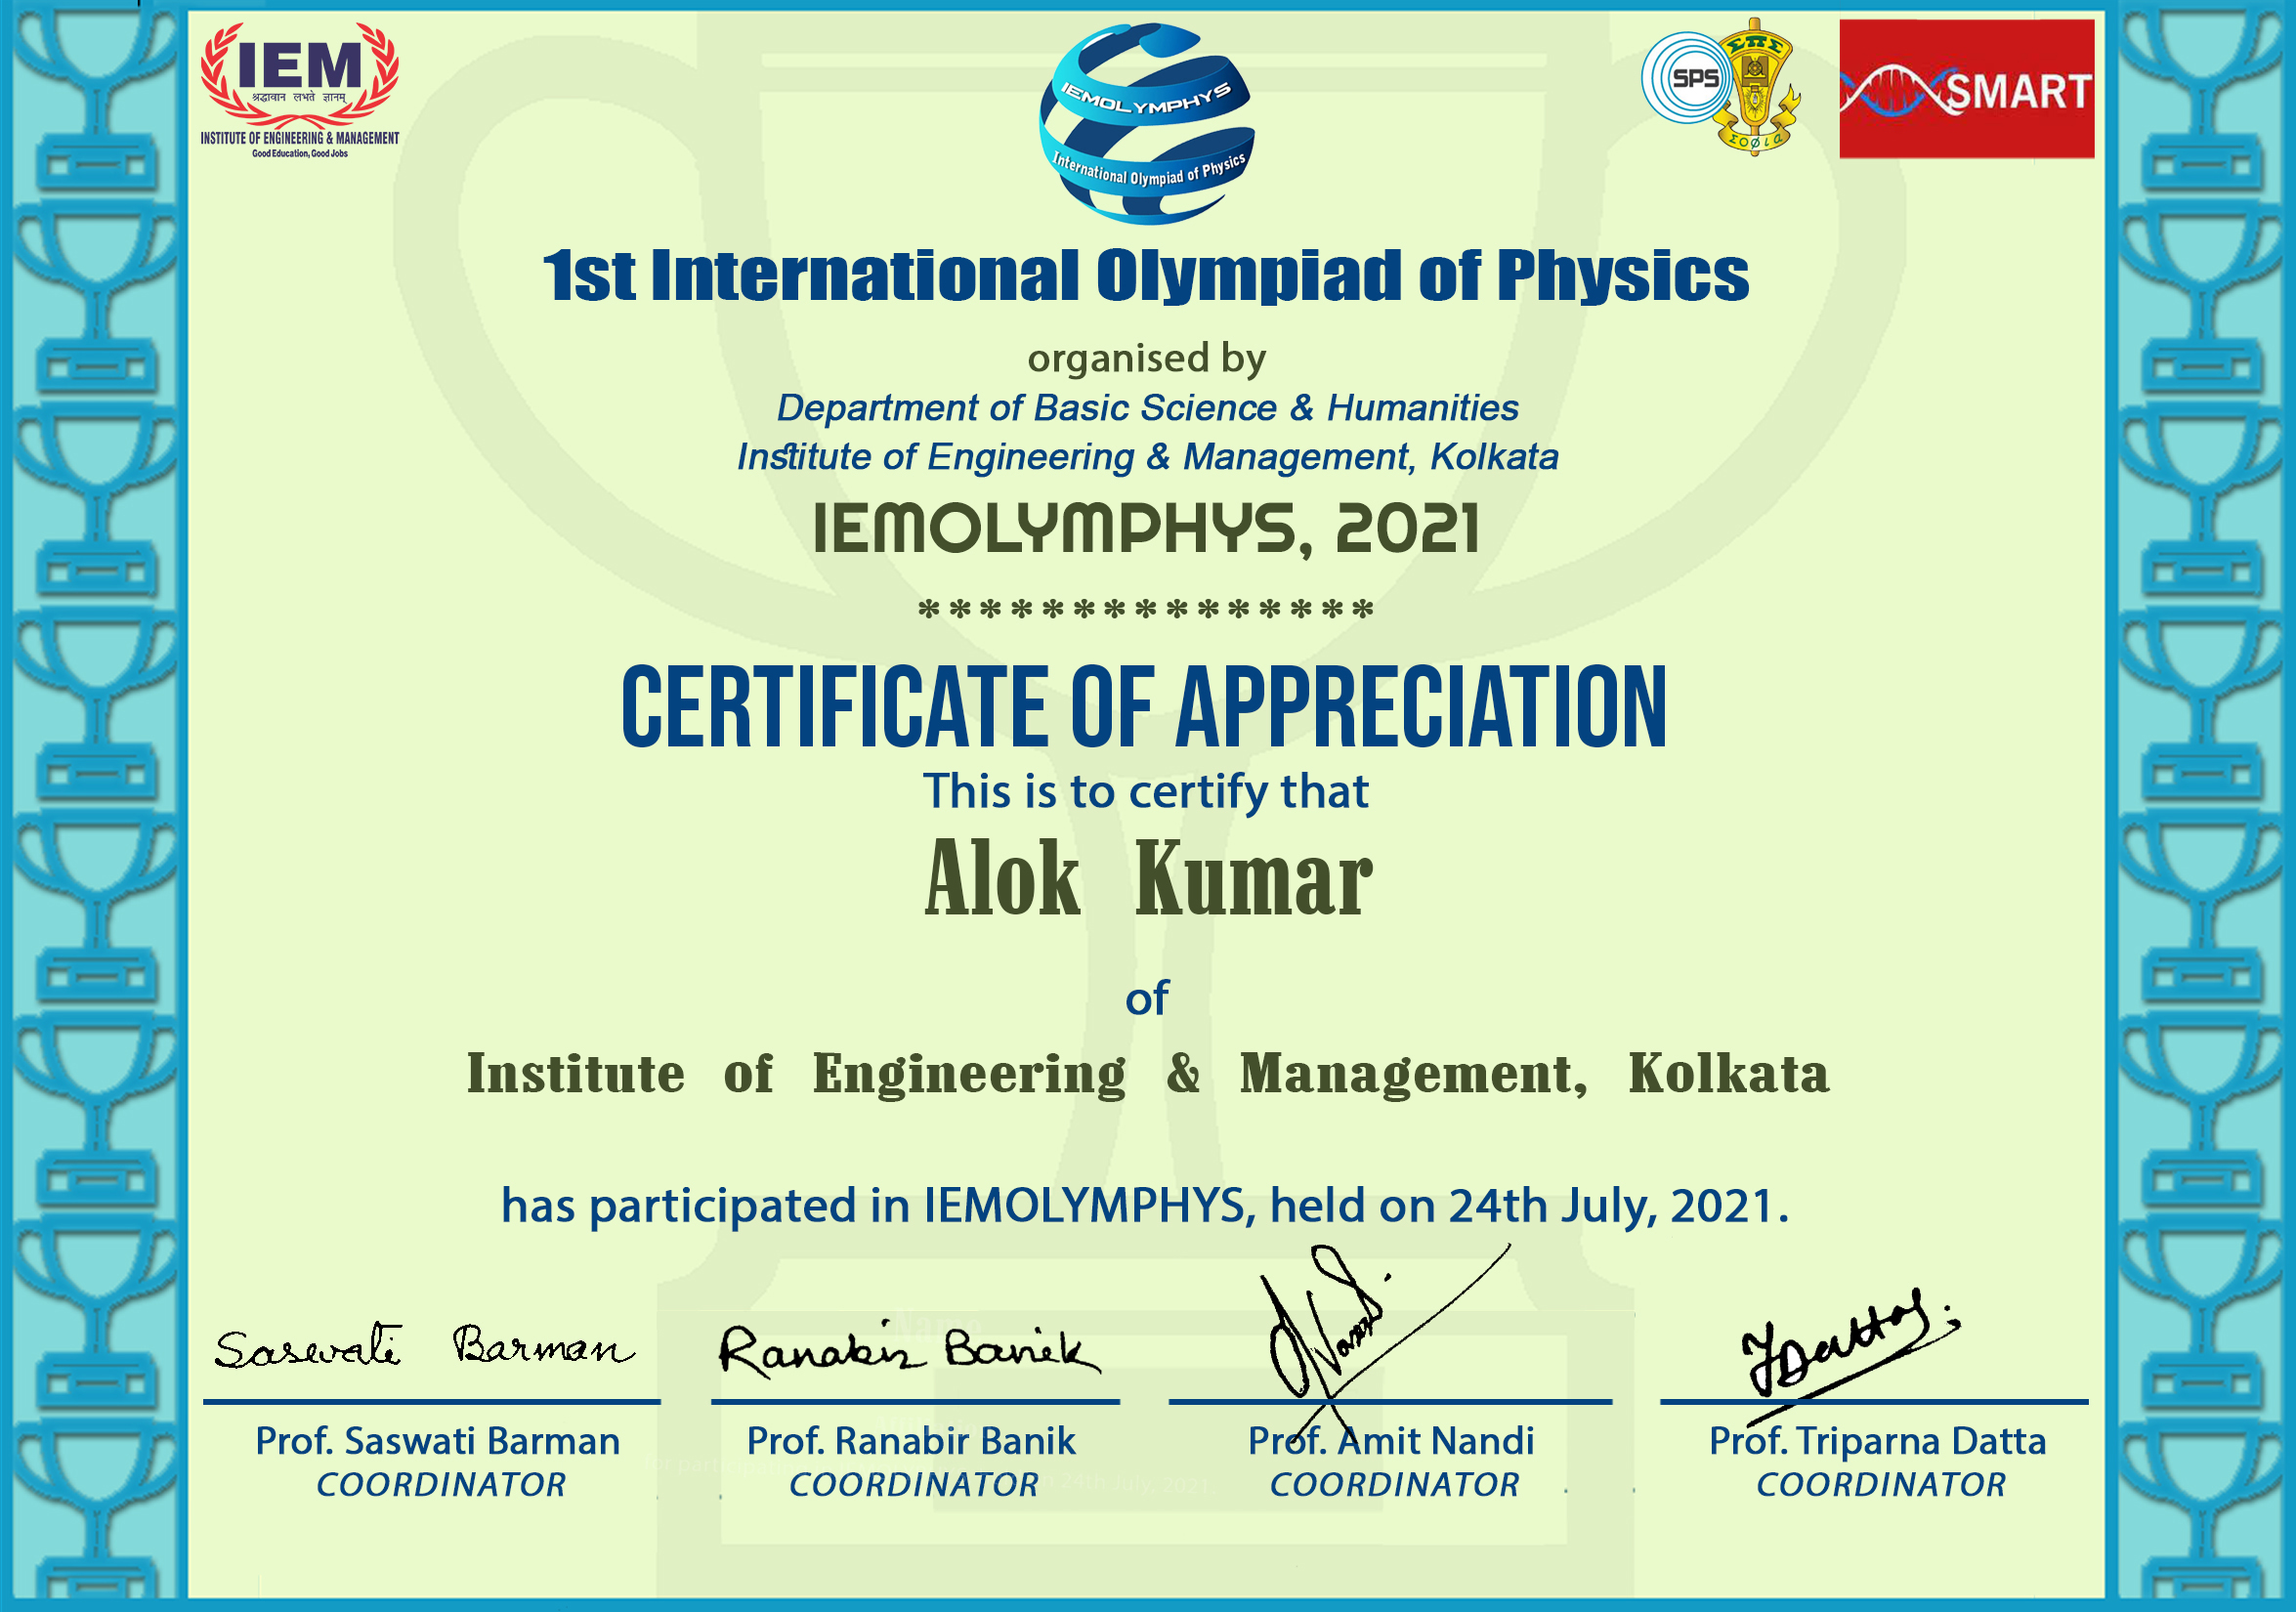 IEM
श्रद्धावान लभते ज्ञानम्
INSTITUTE OF ENGINEERING & MANAGEMENT
Good Education, Good Jobs
IEMOLYMPHYS
International Olympiad of Physics
SPS
ΣΠΣ
SMART
1st International Olympiad of Physics
organised by
Department of Basic Science & Humanities
Institute of Engineering & Management, Kolkata
IEMOLYMPHYS, 2021
***************
CERTIFICATE OF APPRECIATION
This is to certify that
Alok Kumar
of
Institute of Engineering & Management, Kolkata
has participated in IEMOLYMPHYS, held on 24th July, 2021.
Saswati Barman
Ranabir Banik
TDatta
Prof. Saswati Barman
COORDINATOR
Prof. Ranabir Banik
COORDINATOR
Prof. Amit Nandi
COORDINATOR
Prof. Triparna Datta
COORDINATOR